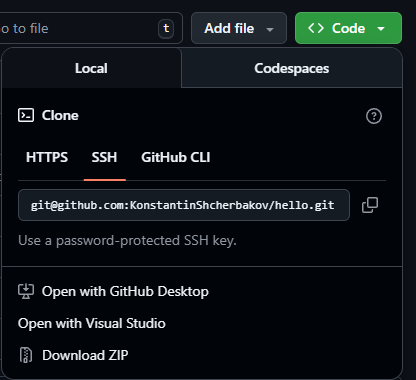 o to file t Add file Code
Local Codespaces
Clone
HTTPS SSH GitHub CLI
git@github.com:KonstantinShcherbakov/hello.git
Use a password-protected SSH key.
Open with GitHub Desktop
Open with Visual Studio
Download ZIP